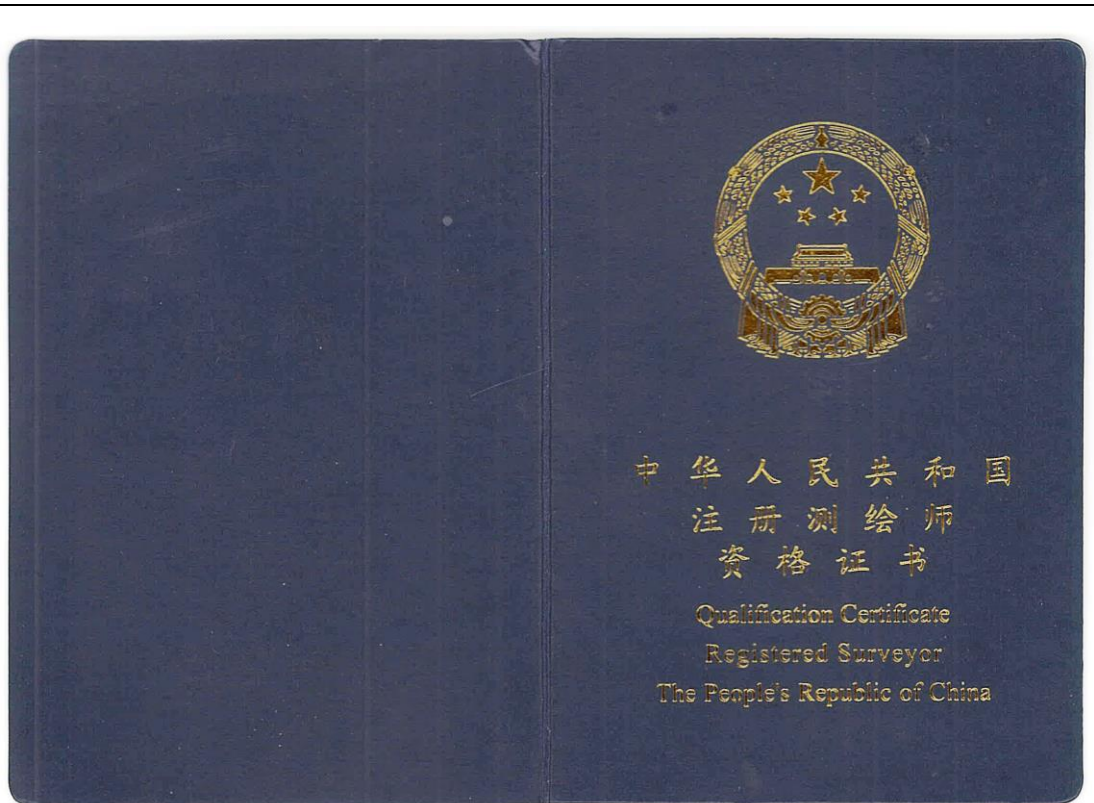 中华人民共和国
注册测绘师
资格证书
Qualification Certificate
Registered Surveyor
The People's Republic of China